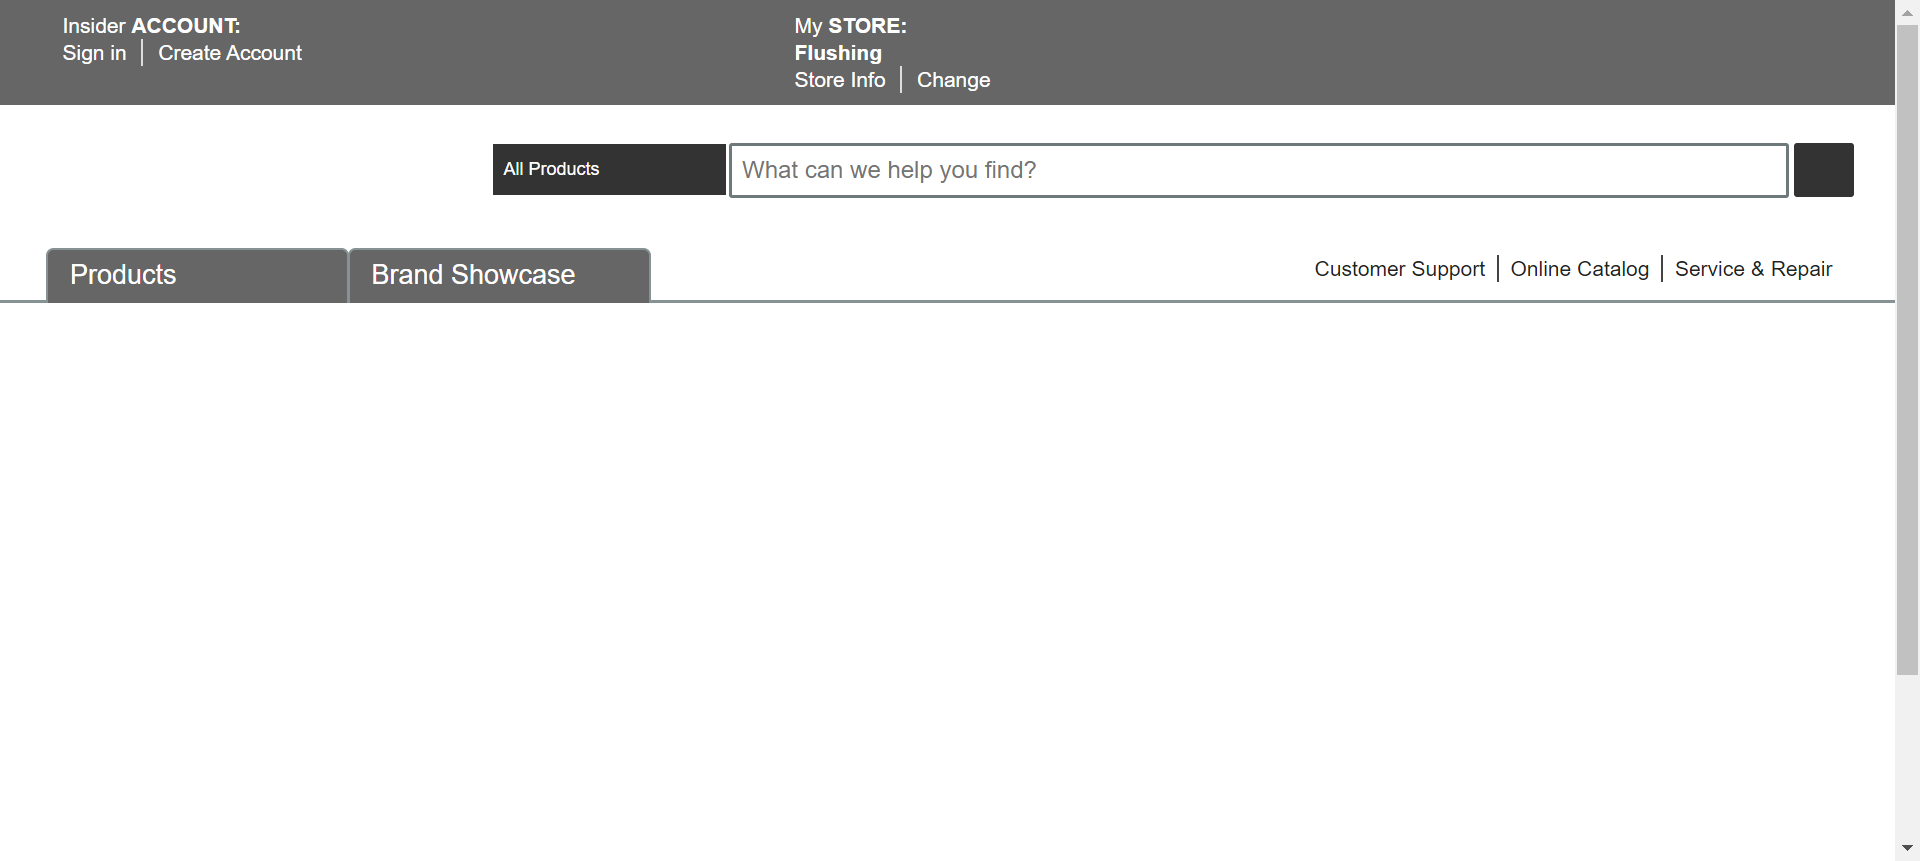 Insider ACCOUNT:
Sign in
Create Account
My STORE:
Flushing
Store Info
Change
All Products
What can we help you find?
Products
Brand Showcase
Customer Support
Online Catalog
Service & Repair